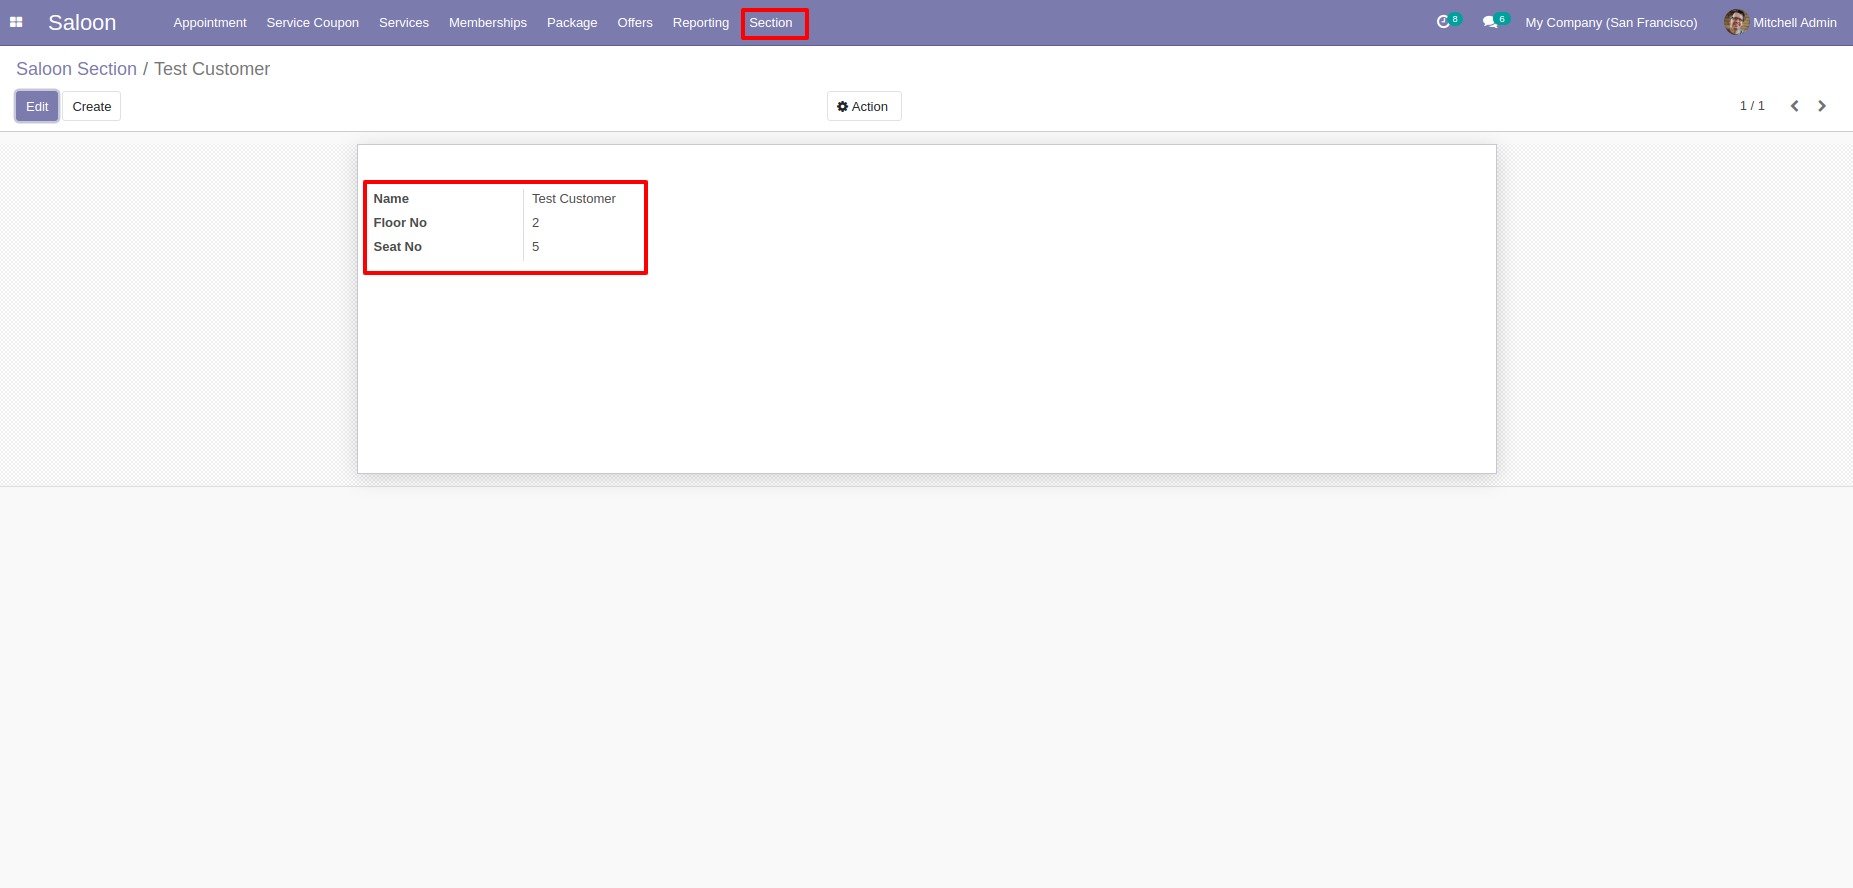 Saloon Appointment Service Coupon Services Memberships Package Offers Reporting Section 8 6 My Company (San Francisco) Mitchell Admin
Saloon Section / Test Customer
Edit Create Action 1 / 1
Name Test Customer
Floor No 2
Seat No 5